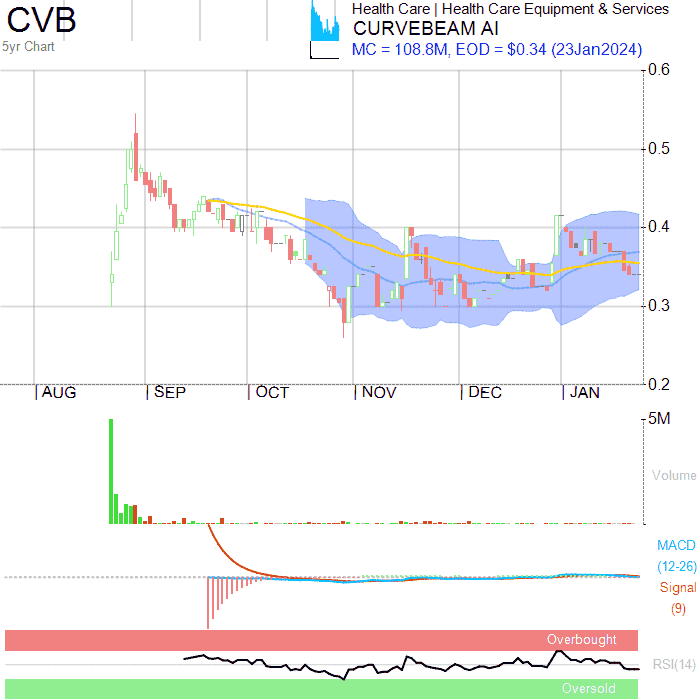 CVB
5yr Chart
Health Care | Health Care Equipment & Services
CURVEBEAM AI
MC = 108.8M, EOD = $0.34 (23Jan2024)
0.6
0.5
0.4
0.3
0.2
AUG
SEP
OCT
NOV
DEC
JAN
5M
Volume
MACD
(12-26)
Signal
(9)
Overbought
RSI(14)
Oversold